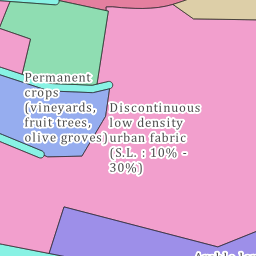 Permanent
crops
(vineyards,
fruit trees,
olive groves)
Discontinuous
low density
urban fabric
(S.L. : 10% -
30%)